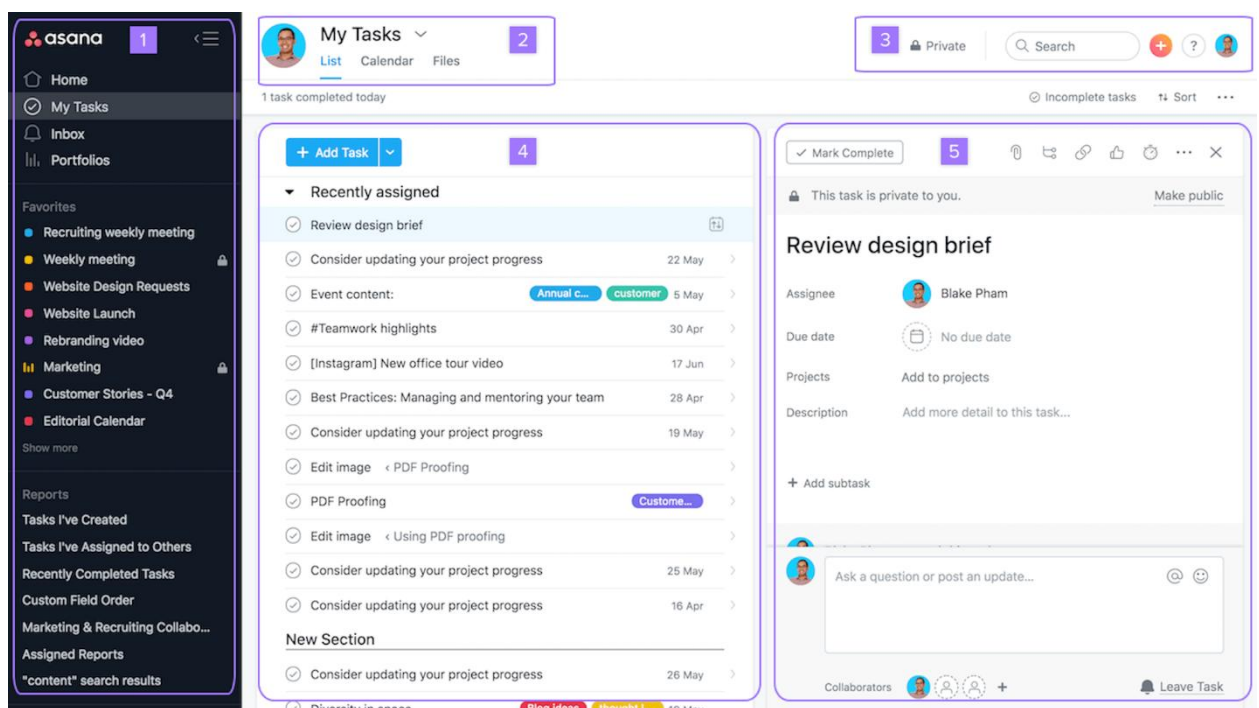 asana
1
Home
My Tasks
Inbox
Portfolios
Favorites
Recruiting weekly meeting
Weekly meeting
Website Design Requests
Website Launch
Rebranding video
Marketing
Customer Stories - Q4
Editorial Calendar
Show more
Reports
Tasks I've Created
Tasks I've Assigned to Others
Recently Completed Tasks
Custom Field Order
Marketing & Recruiting Collabo...
Assigned Reports
"content" search results
My Tasks
2
List Calendar Files
3
Private
Search
+ ?
1 task completed today
Incomplete tasks
Sort
+ Add Task
4
Recently assigned
Review design brief
Consider updating your project progress 22 May
Event content: Annual c... customer 5 May
#Teamwork highlights 30 Apr
[Instagram] New office tour video 17 Jun
Best Practices: Managing and mentoring your team 28 Apr
Consider updating your project progress 19 May
Edit image ‹ PDF Proofing
PDF Proofing Custome...
Edit image ‹ Using PDF proofing
Consider updating your project progress 25 May
Consider updating your project progress 16 Apr
New Section
Consider updating your project progress 26 May
Mark Complete
5
This task is private to you. Make public
Review design brief
Assignee Blake Pham
Due date No due date
Projects Add to projects
Description Add more detail to this task...
+ Add subtask
Ask a question or post an update...
Collaborators + Leave Task